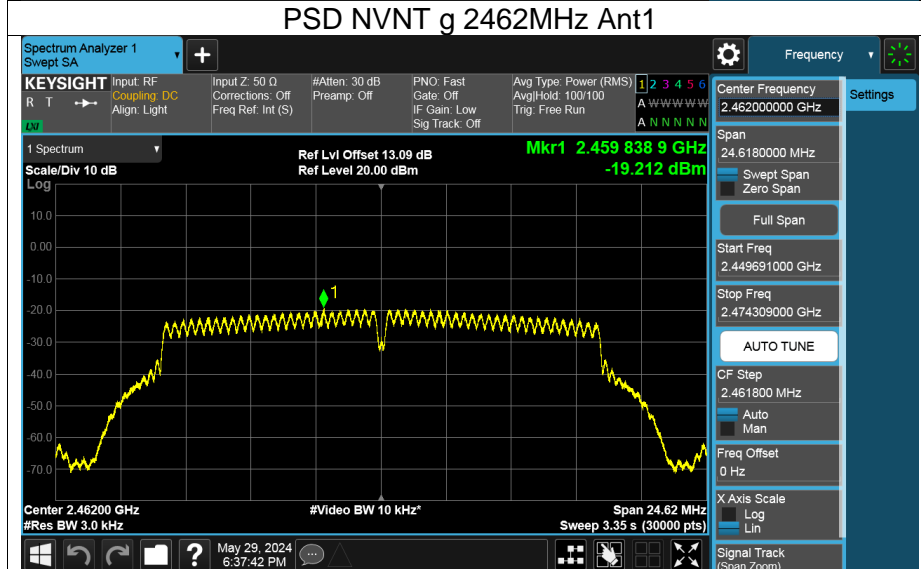 PSD NVNT g 2462MHz Ant1
Spectrum Analyzer 1
Swept SA
+
Frequency
KEYSIGHT
R T
LXI
Input: RF
Coupling: DC
Align: Light
Input Z: 50 Ω
Corrections: Off
Freq Ref: Int (S)
#Atten: 30 dB
Preamp: Off
PNO: Fast
Gate: Off
IF Gain: Low
Sig Track: Off
Avg Type: Power (RMS)
Avg|Hold: 100/100
Trig: Free Run
1 2 3 4 5 6
A W W W W W
A N N N N N
Center Frequency
2.462000000 GHz
Settings
Span
24.6180000 MHz
Swept Span
Zero Span
Full Span
Start Freq
2.449691000 GHz
Stop Freq
2.474309000 GHz
AUTO TUNE
CF Step
2.461800 MHz
Auto
Man
Freq Offset
0 Hz
X Axis Scale
Log
Lin
Signal Track
(Span Zoom)
1 Spectrum
Scale/Div 10 dB
Log
Ref Lvl Offset 13.09 dB
Ref Level 20.00 dBm
Mkr1 2.459 838 9 GHz
-19.212 dBm
10.0
0.00
-10.0
1
-20.0
-30.0
-40.0
-50.0
-60.0
-70.0
Center 2.46200 GHz
#Res BW 3.0 kHz
#Video BW 10 kHz*
Span 24.62 MHz
Sweep 3.35 s (30000 pts)
?
May 29, 2024
6:37:42 PM